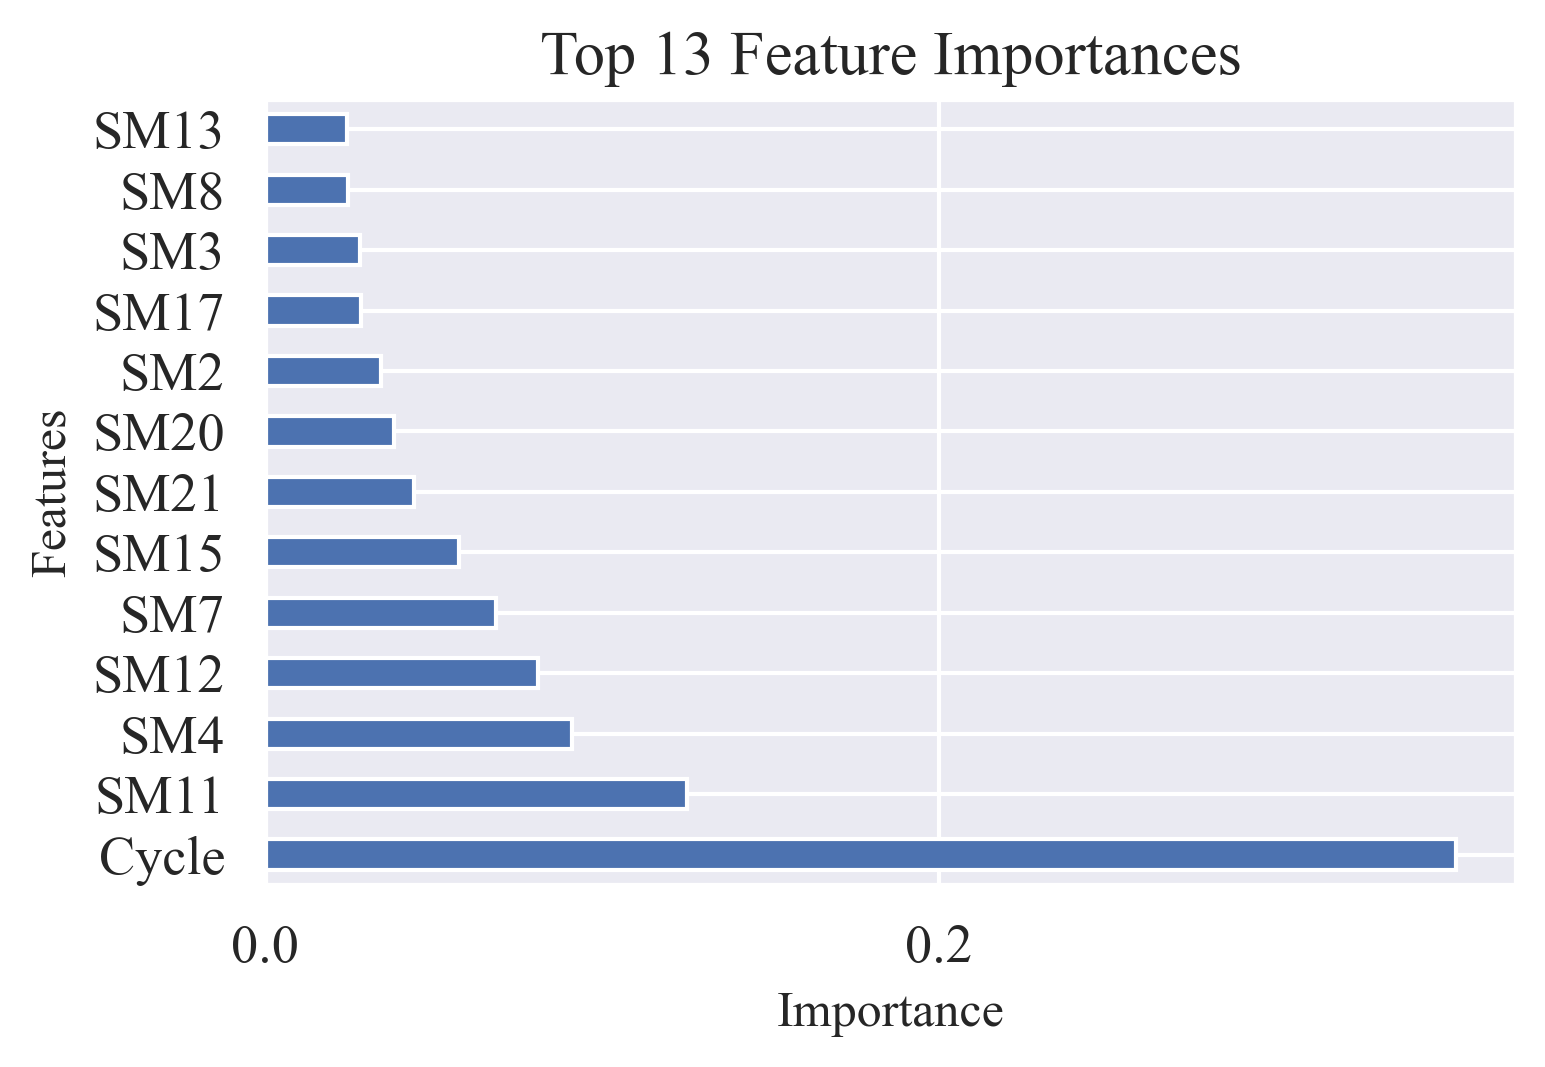 Top 13 Feature Importances
SM13
SM8
SM3
SM17
SM2
SM20
SM21
SM15
SM7
SM12
SM4
SM11
Cycle
Features
0.0 0.2
Importance